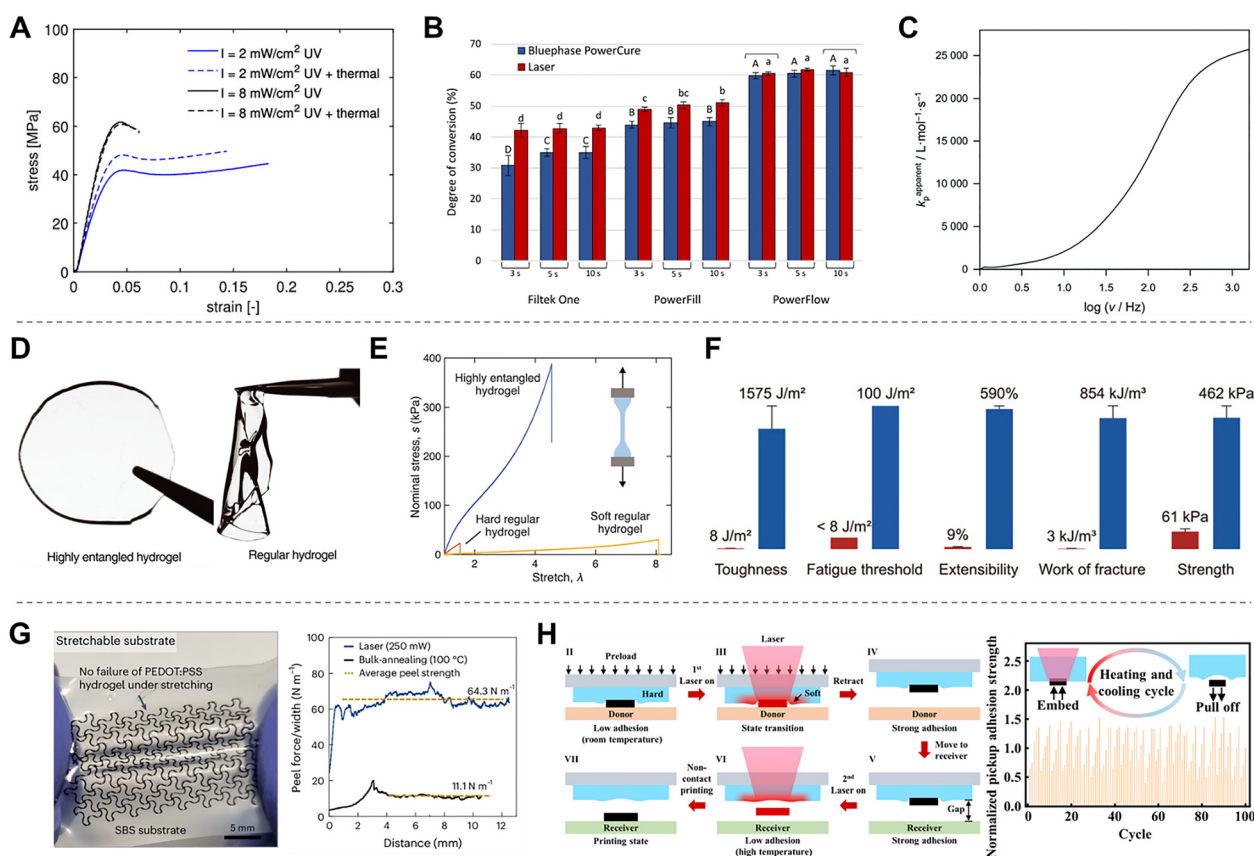 A
100
80
60
40
20
0
stress [MPa]
0
0.05
0.1
0.15
0.2
0.25
0.3
strain [-]
I = 2 mW/cm² UV
I = 2 mW/cm² UV + thermal
I = 8 mW/cm² UV
I = 8 mW/cm² UV + thermal
B
Bluephase PowerCure
Laser
Degree of conversion (%)
70
60
50
40
30
20
10
0
D d C d C d B c B bc B b A a A a A a
3 s 5 s 10 s 3 s 5 s 10 s 3 s 5 s 10 s
Filtek One PowerFill PowerFlow
C
kₚ apparent / L·mol⁻¹·s⁻¹
25 000
20 000
15 000
10 000
5 000
0
0.0 0.5 1.0 1.5 2.0 2.5 3.0
log (ν / Hz)
D
Highly entangled hydrogel
Regular hydrogel
E
Nominal stress, s (kPa)
400
300
200
100
0
Highly entangled
hydrogel
Hard regular
hydrogel
Soft regular
hydrogel
2 4 6 8
Stretch, λ
F
1575 J/m²
100 J/m²
590%
854 kJ/m³
462 kPa
8 J/m²
< 8 J/m²
9%
3 kJ/m³
61 kPa
Toughness
Fatigue threshold
Extensibility
Work of fracture
Strength
G
Stretchable substrate
No failure of PEDOT:PSS
hydrogel under stretching
SBS substrate
5 mm
Peel force/width (N m⁻¹)
100
80
60
40
20
0
Laser (250 mW)
Bulk-annealing (100 °C)
Average peel strength
64.3 N m⁻¹
11.1 N m⁻¹
0 2 4 6 8 10 12
Distance (mm)
H
II
Preload
Hard
Donor
Low adhesion
(room temperature)
1st
Laser on
III
Laser
Soft
Donor
State transition
Retract
IV
Donor
Strong adhesion
Move to
receiver
V
Gap
Receiver
Strong adhesion
2nd
Laser on
VI
Receiver
Low adhesion
(high temperature)
Non-
contact
printing
VII
Receiver
Printing state
Normalized pickup adhesion strength
2.5
2.0
1.5
1.0
0.5
0.0
Embed
Heating and
cooling cycle
Pull off
0 20 40 60 80 100
Cycle